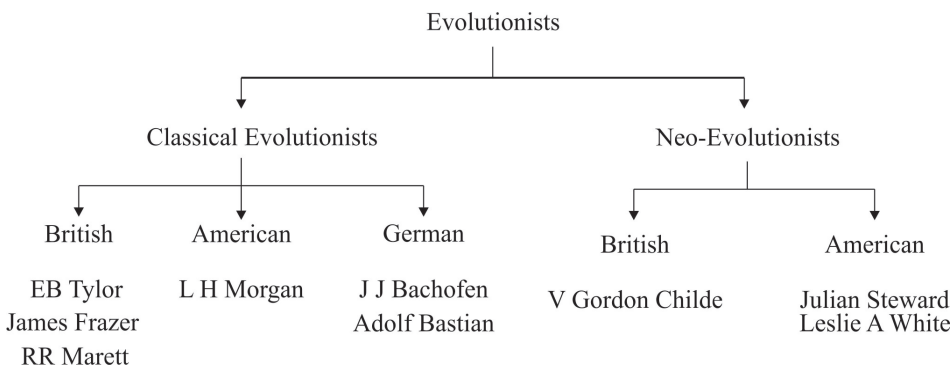 Evolutionists
Classical Evolutionists
Neo-Evolutionists
British
American
German
EB Tylor
James Frazer
RR Marett
L H Morgan
J J Bachofen
Adolf Bastian
British
American
V Gordon Childe
Julian Steward
Leslie A White